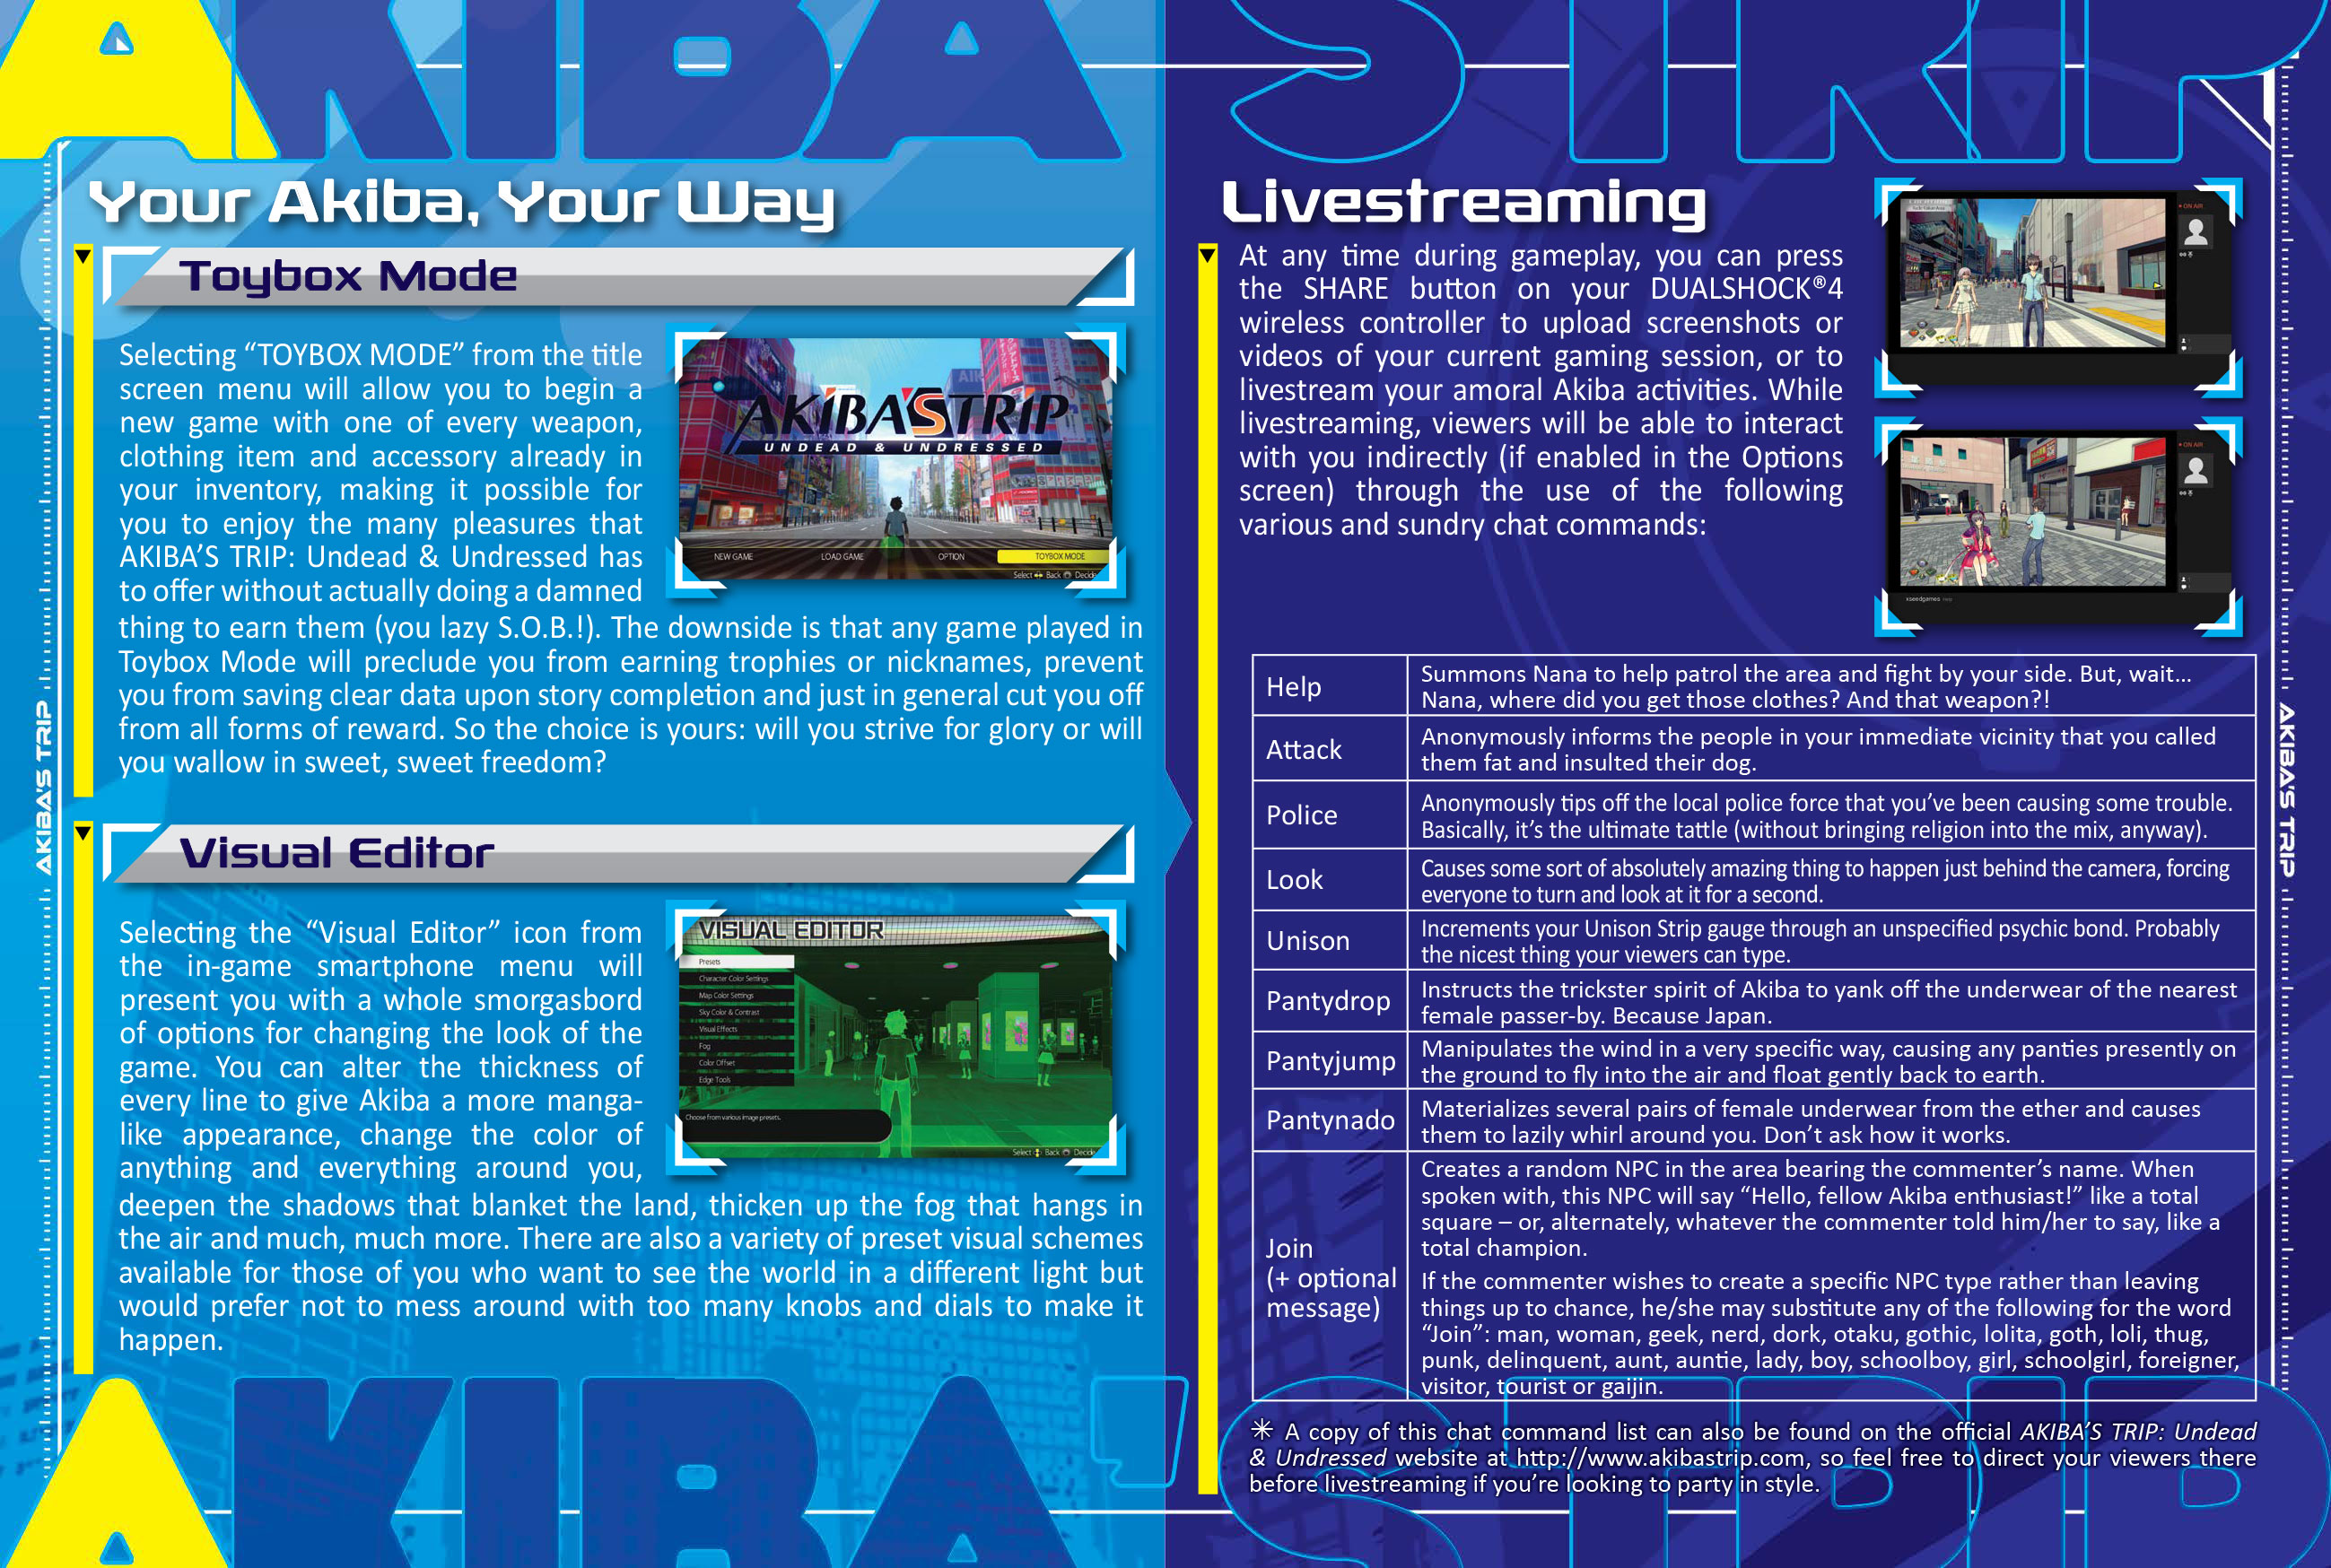 AKIBA'S TRIP
Your Akiba, Your Way
Toybox Mode
Selecting “TOYBOX MODE” from the title
screen menu will allow you to begin a
new game with one of every weapon,
clothing item and accessory already in
your inventory, making it possible for
you to enjoy the many pleasures that
AKIBA’S TRIP: Undead & Undressed has
to offer without actually doing a damned
thing to earn them (you lazy S.O.B.!). The downside is that any game played in
Toybox Mode will preclude you from earning trophies or nicknames, prevent
you from saving clear data upon story completion and just in general cut you off
from all forms of reward. So the choice is yours: will you strive for glory or will
you wallow in sweet, sweet freedom?
AKIBA'S TRIP
UNDEAD & UNDRESSED
NEW GAME
LOAD GAME
OPTION
TOYBOX MODE
Select Back Decide
Visual Editor
Selecting the “Visual Editor” icon from
the in-game smartphone menu will
present you with a whole smorgasbord
of options for changing the look of the
game. You can alter the thickness of
every line to give Akiba a more manga-
like appearance, change the color of
anything and everything around you,
deepen the shadows that blanket the land, thicken up the fog that hangs in
the air and much, much more. There are also a variety of preset visual schemes
available for those of you who want to see the world in a different light but
would prefer not to mess around with too many knobs and dials to make it
happen.
VISUAL EDITOR
Presets
Character Color Settings
Map Color Settings
Sky Color & Contrast
Visual Effects
Fog
Color Offset
Edge Tools
Choose from various image presets.
Select Back Decide
AKIBA'S TRIP
Livestreaming
At any time during gameplay, you can press
the SHARE button on your DUALSHOCK®4
wireless controller to upload screenshots or
videos of your current gaming session, or to
livestream your amoral Akiba activities. While
livestreaming, viewers will be able to interact
with you indirectly (if enabled in the Options
screen) through the use of the following
various and sundry chat commands:
ON AIR
ON AIR
xseedgames
Help
Summons Nana to help patrol the area and fight by your side. But, wait...
Nana, where did you get those clothes? And that weapon?!
Attack
Anonymously informs the people in your immediate vicinity that you called
them fat and insulted their dog.
Police
Anonymously tips off the local police force that you’ve been causing some trouble.
Basically, it’s the ultimate tattle (without bringing religion into the mix, anyway).
Look
Causes some sort of absolutely amazing thing to happen just behind the camera, forcing
everyone to turn and look at it for a second.
Unison
Increments your Unison Strip gauge through an unspecified psychic bond. Probably
the nicest thing your viewers can type.
Pantydrop
Instructs the trickster spirit of Akiba to yank off the underwear of the nearest
female passer-by. Because Japan.
Pantyjump
Manipulates the wind in a very specific way, causing any panties presently on
the ground to fly into the air and float gently back to earth.
Pantynado
Materializes several pairs of female underwear from the ether and causes
them to lazily whirl around you. Don’t ask how it works.
Join
(+ optional
message)
Creates a random NPC in the area bearing the commenter’s name. When
spoken with, this NPC will say “Hello, fellow Akiba enthusiast!” like a total
square – or, alternately, whatever the commenter told him/her to say, like a
total champion.
If the commenter wishes to create a specific NPC type rather than leaving
things up to chance, he/she may substitute any of the following for the word
“Join”: man, woman, geek, nerd, dork, otaku, gothic, lolita, goth, loli, thug,
punk, delinquent, aunt, auntie, lady, boy, schoolboy, girl, schoolgirl, foreigner,
visitor, tourist or gaijin.
✳ A copy of this chat command list can also be found on the official AKIBA’S TRIP: Undead
& Undressed website at http://www.akibastrip.com, so feel free to direct your viewers there
before livestreaming if you’re looking to party in style.
AKIBA'S TRIP
AKIBA'S TRIP